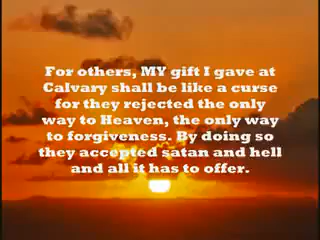 For others, MY gift I gave at
Calvary shall be like a curse
for they rejected the only
way to Heaven, the only way
to forgiveness. By doing so
they accepted satan and hell
and all it has to offer.